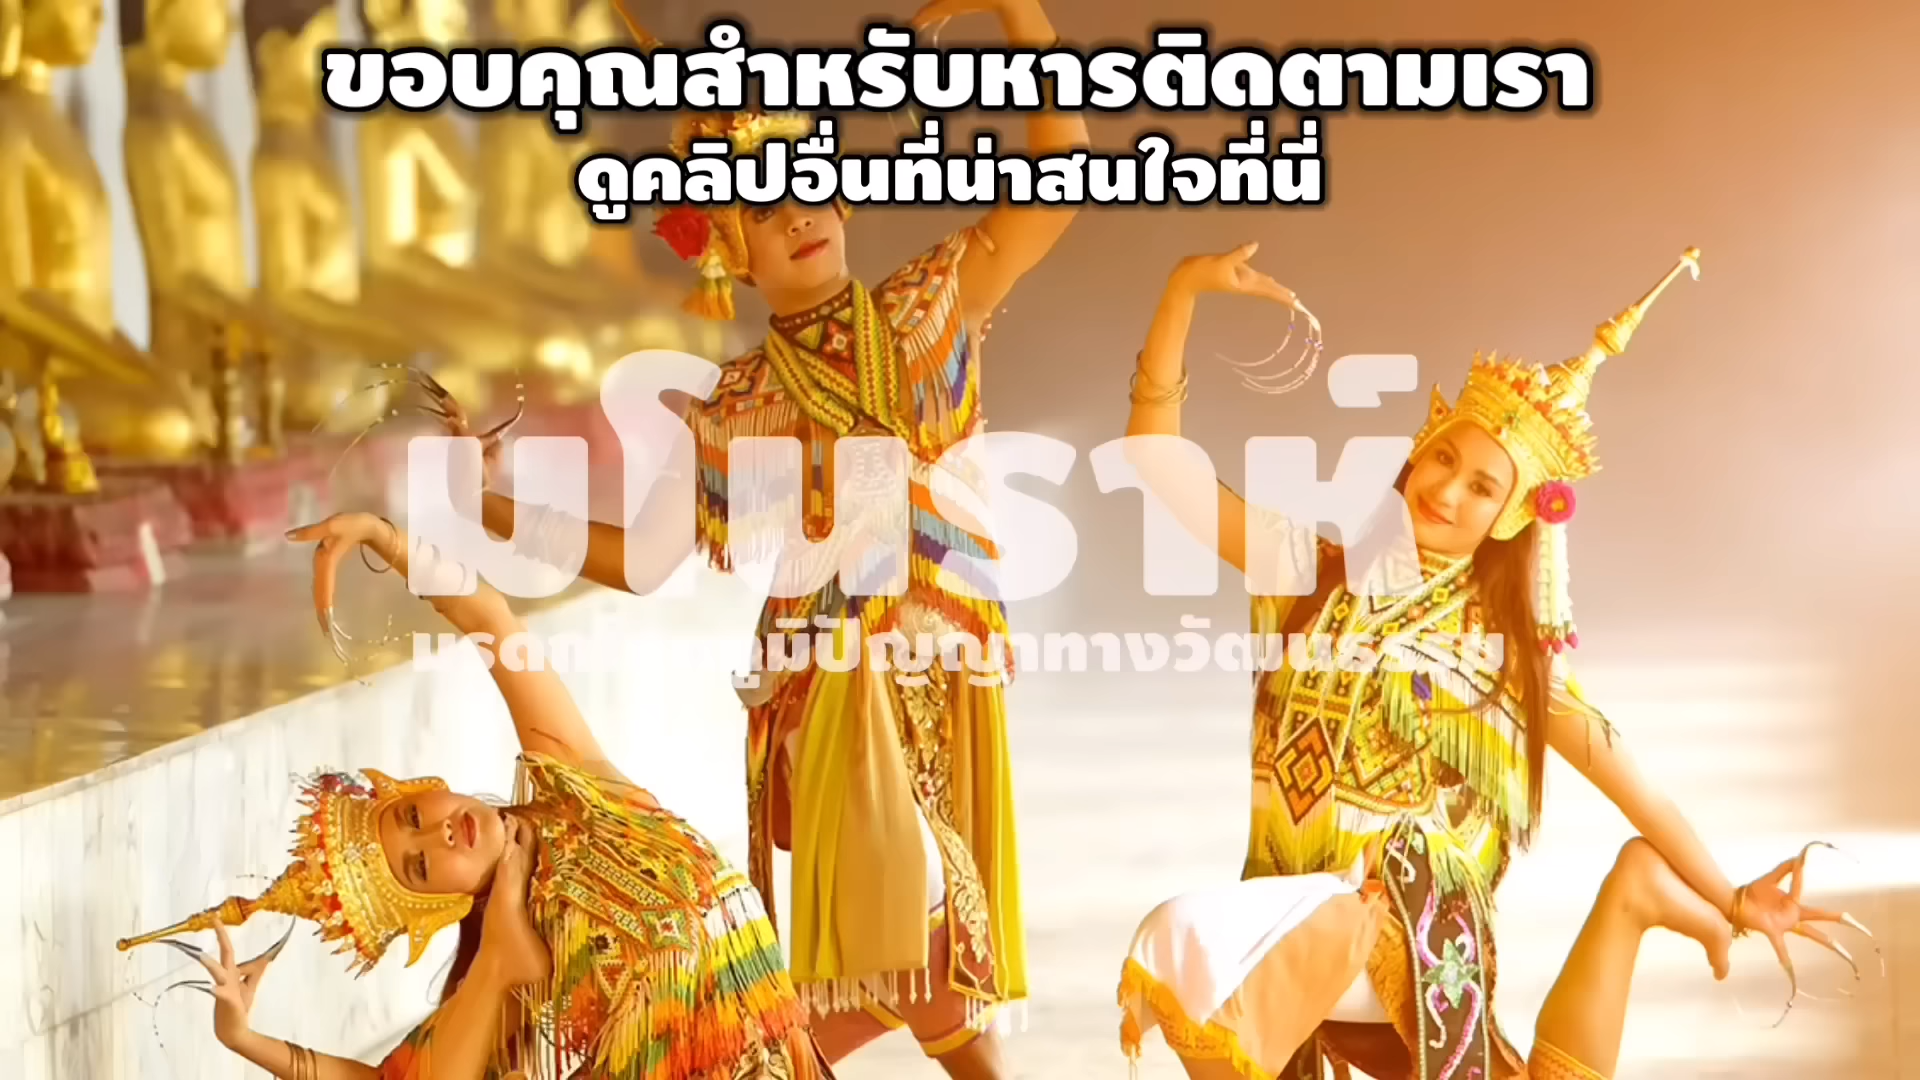 ขอบคุณสำหรับหารติดตามเรา
ดูคลิปอื่นที่น่าสนใจที่นี่
มโนราห์
ภูมิปัญญาทางวัฒนธรรม